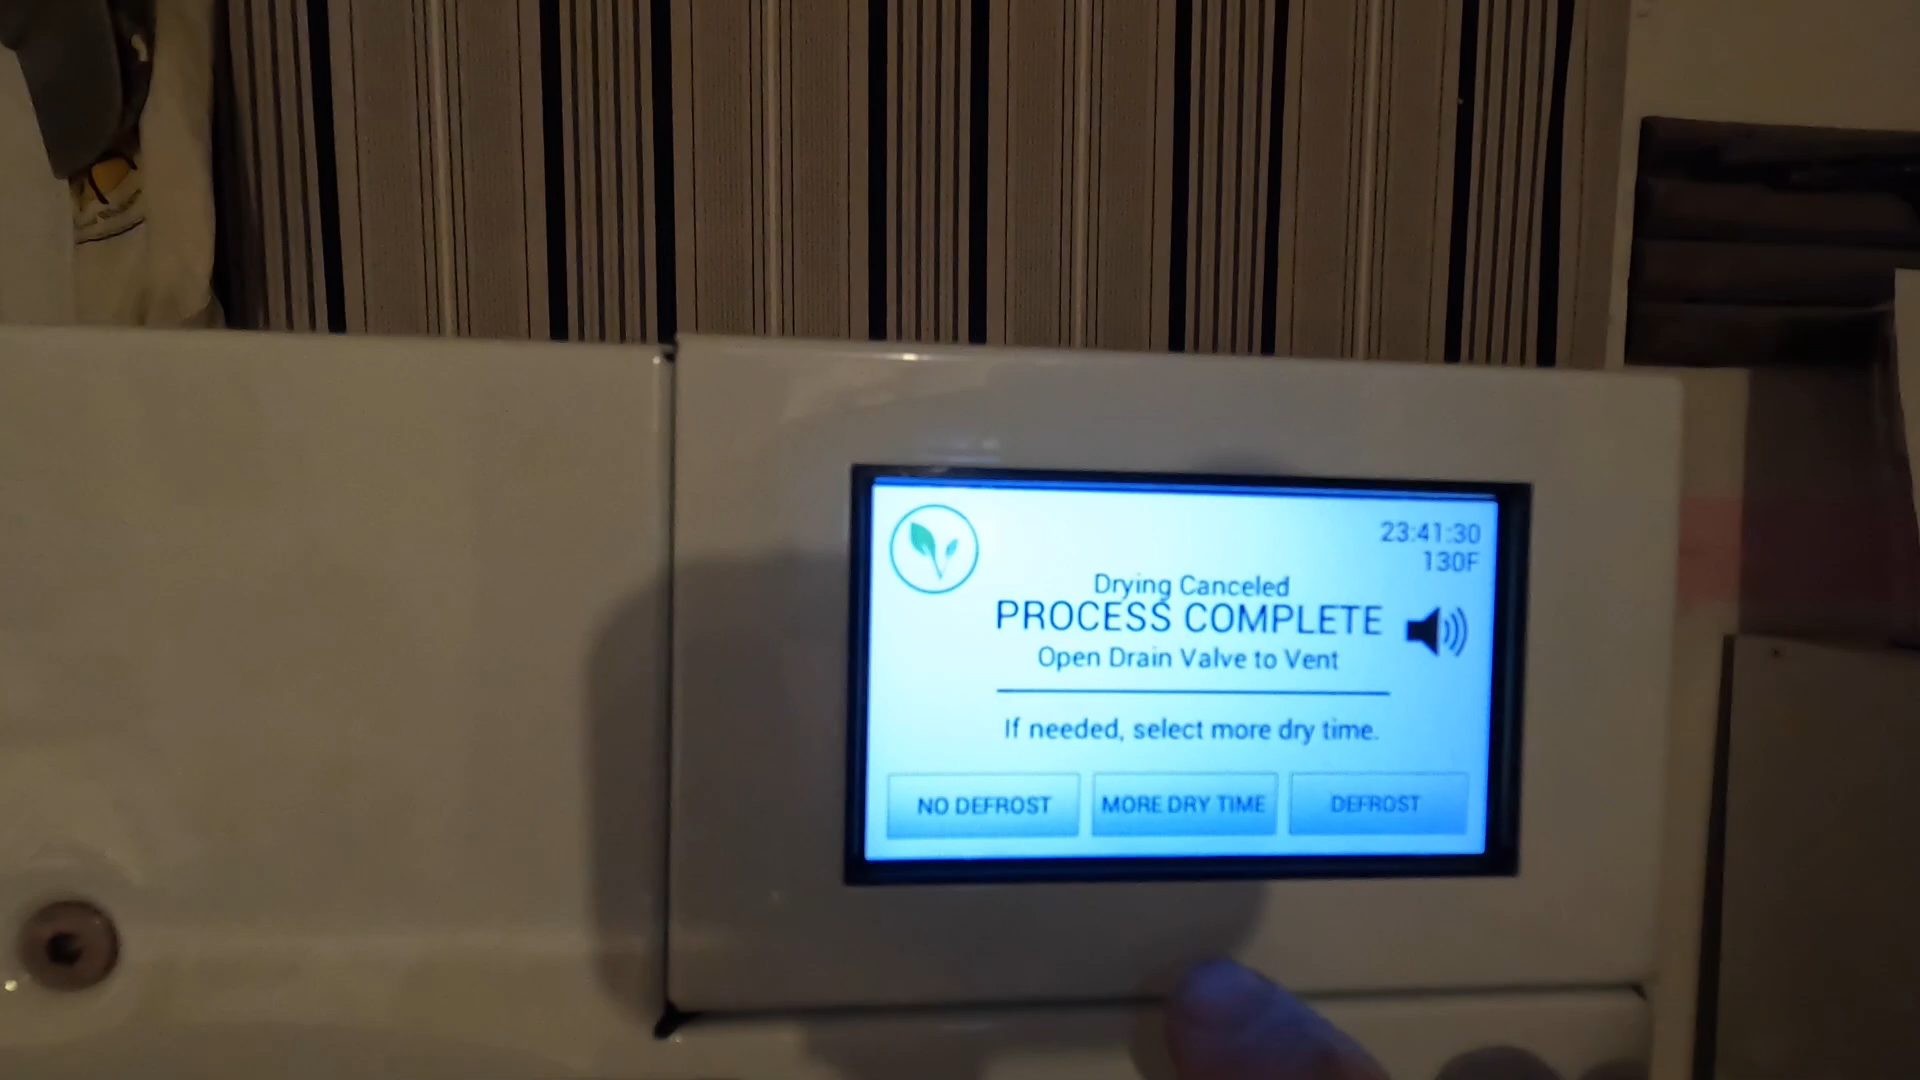 23:41:30
130F
Drying Canceled
PROCESS COMPLETE
Open Drain Valve to Vent
If needed, select more dry time.
NO DEFROST
MORE DRY TIME
DEFROST